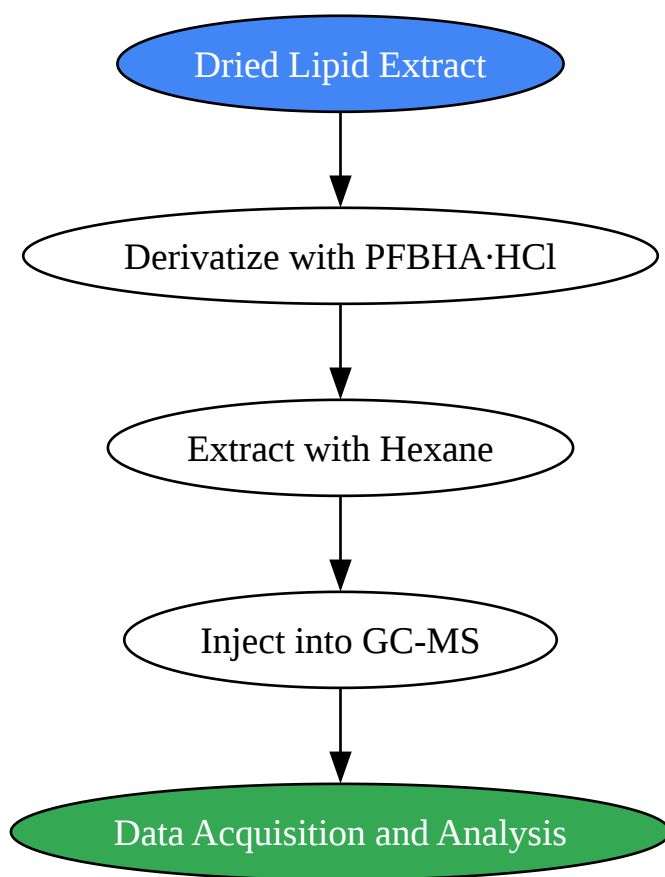 Dried Lipid Extract
Derivatize with PFBHA·HCl
Extract with Hexane
Inject into GC-MS
Data Acquisition and Analysis